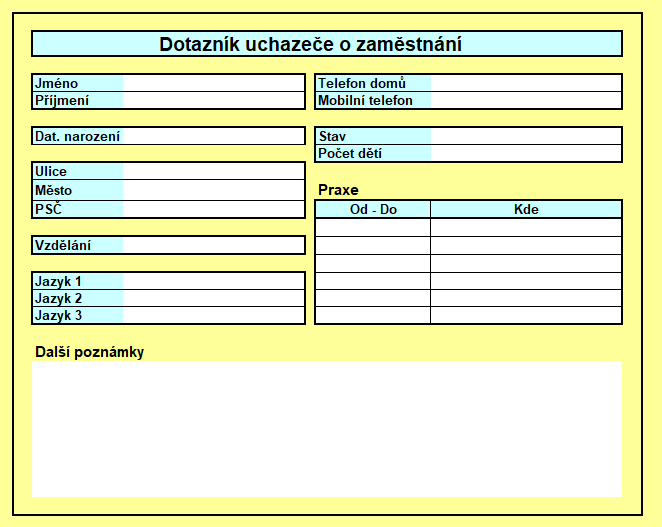 Dotazník uchazeče o zaměstnání
Jméno
Příjmení
Telefon domů
Mobilní telefon
Dat. narození
Stav
Počet dětí
Ulice
Město
PSČ
Praxe
Od - Do Kde
Vzdělání
Jazyk 1
Jazyk 2
Jazyk 3
Další poznámky